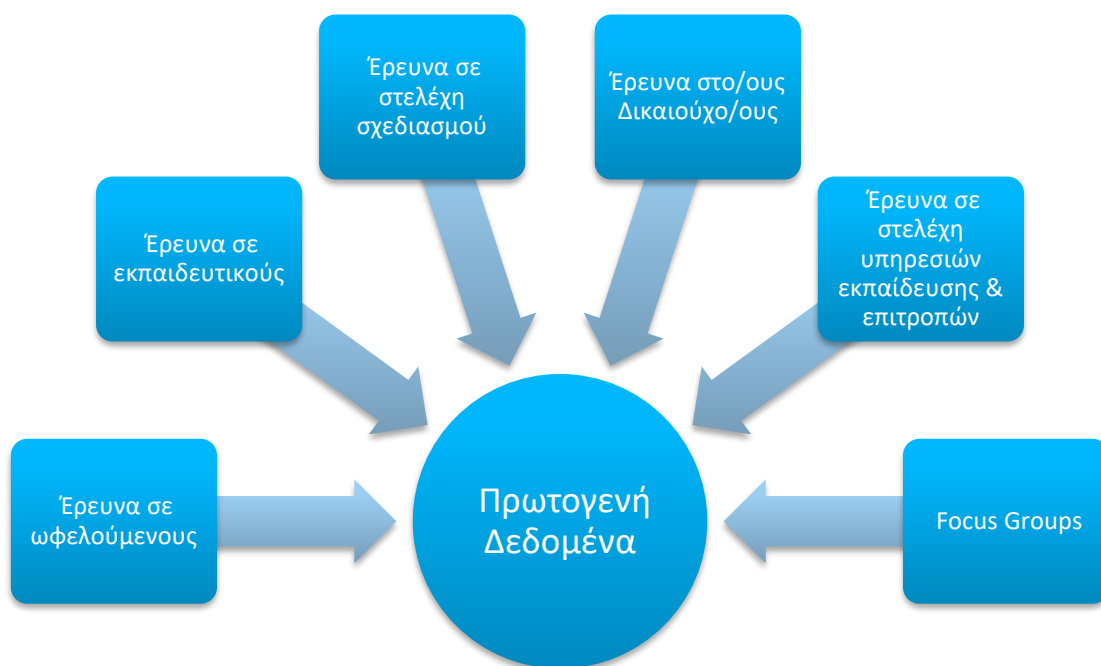 Έρευνα σε
στελέχη
σχεδιασμού
Έρευνα στο/ους
Δικαιούχο/ους
Έρευνα σε
εκπαιδευτικούς
Έρευνα σε
στελέχη
υπηρεσιών
εκπαίδευσης &
επιτροπών
Έρευνα σε
ωφελούμενους
Πρωτογενή
Δεδομένα
Focus Groups